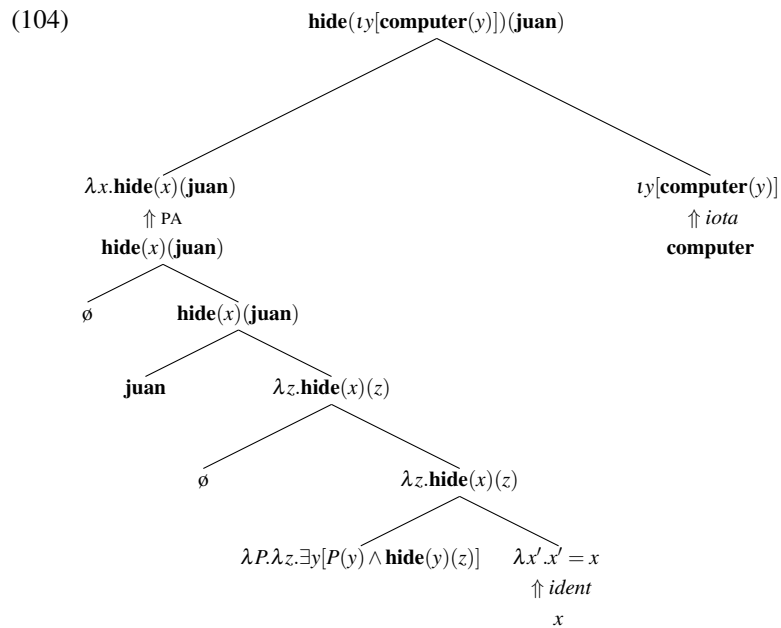 (104) hide(ιy[computer(y)])(juan)
λx.hide(x)(juan) ιy[computer(y)]
⇑ PA ⇑ iota
hide(x)(juan) computer
ø hide(x)(juan)
juan λz.hide(x)(z)
ø λz.hide(x)(z)
λP.λz.∃y[P(y) ∧ hide(y)(z)] λx′.x′ = x
⇑ ident
x